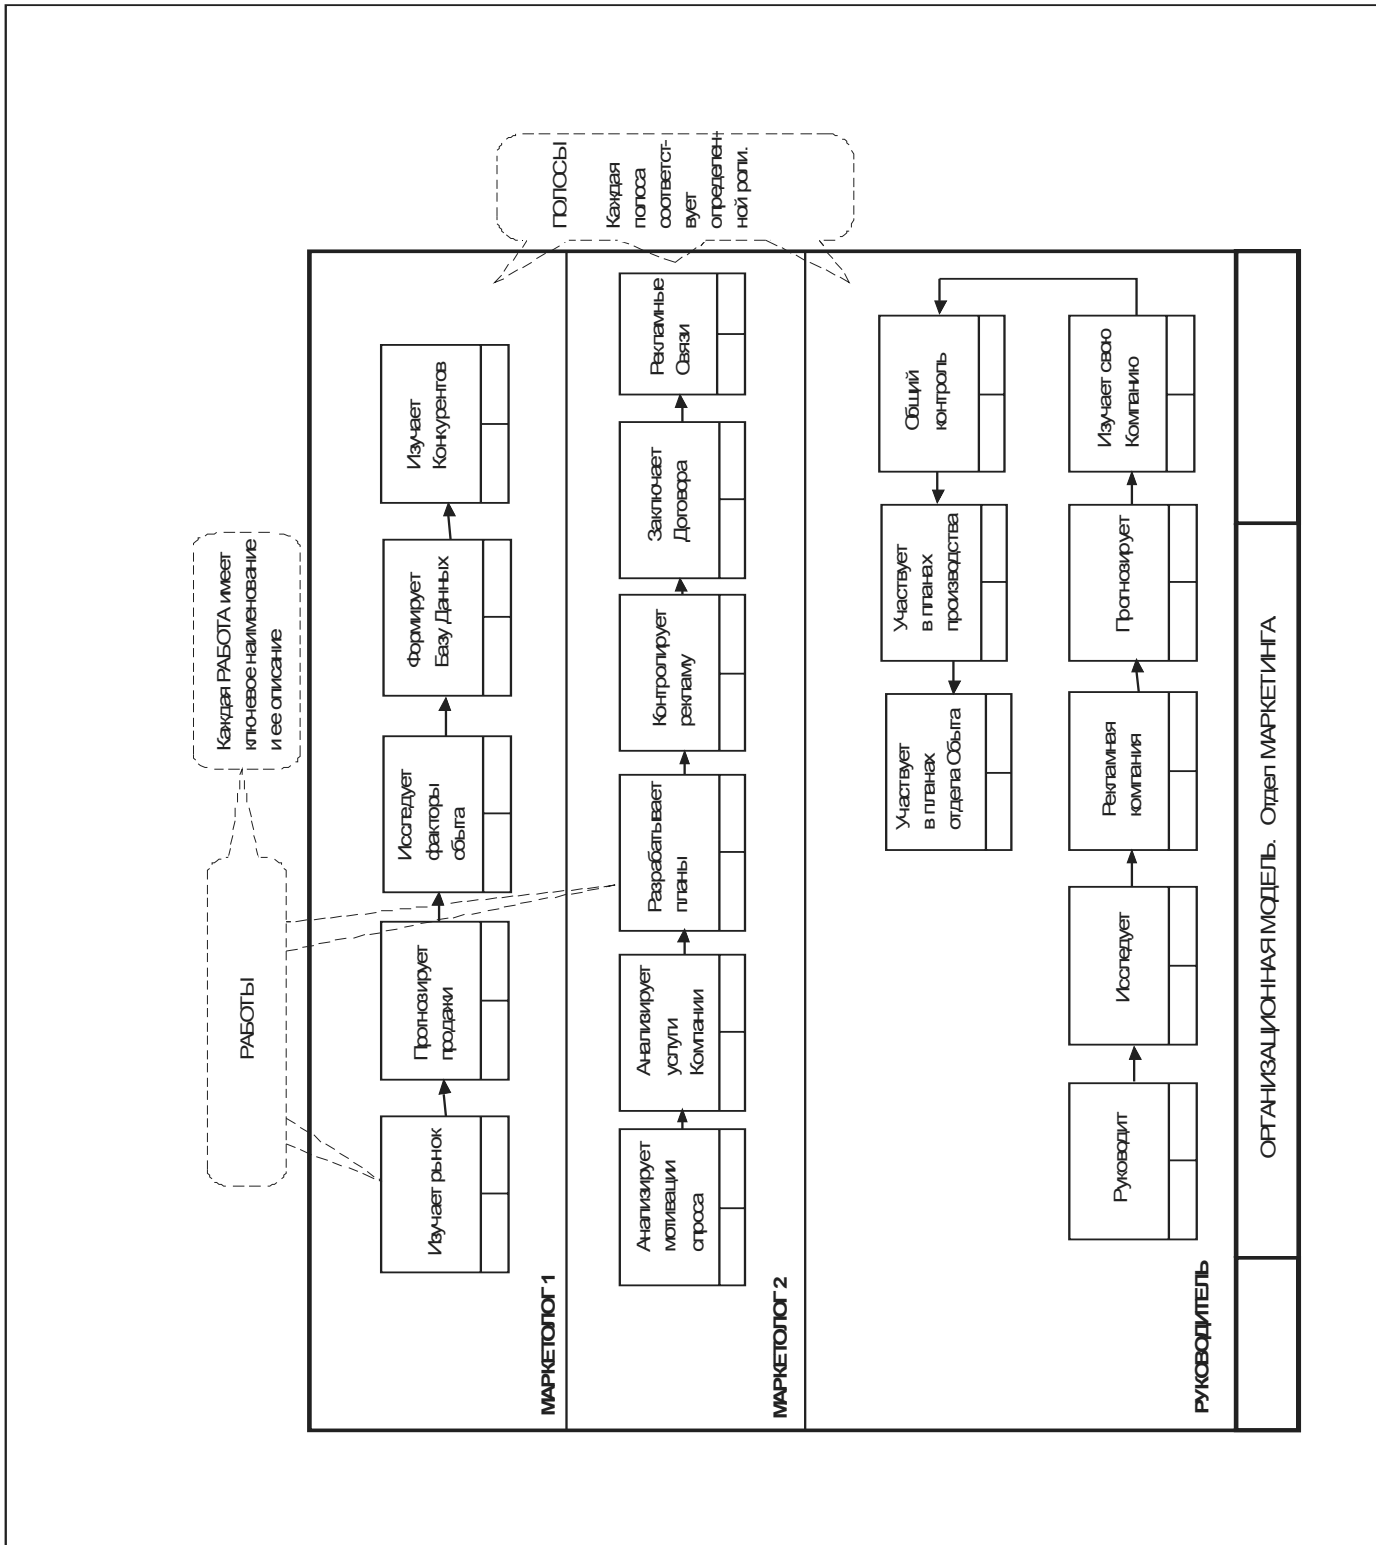 Каждая РАБОТА имеет
ключевое наименование
и ее описание
РАБОТЫ
ПОЛОСЫ
Каждая
полоса
соответст-
вует
определен-
ной роли.
МАРКЕТОЛОГ 1
Изучает рынок
Прогнозирует
продажи
Исследует
факторы
сбыта
Формирует
Базу Данных
Изучает
Конкурентов
МАРКЕТОЛОГ 2
Анализирует
мотивации
спроса
Анализирует
услуги
Компании
Разрабатывает
планы
Контролирует
рекламу
Заключает
Договора
Рекламные
Связи
РУКОВОДИТЕЛЬ
Руководит
Исследует
Рекламная
компания
Прогнозирует
Изучает свою
Компанию
Общий
контроль
Участвует
в планах
производства
Участвует
в планах
отдела Сбыта
ОРГАНИЗАЦИОННАЯ МОДЕЛЬ. Отдел МАРКЕТИНГА